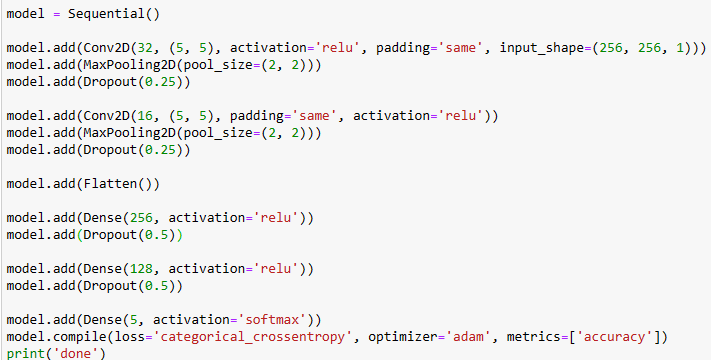 model = Sequential()
model.add(Conv2D(32, (5, 5), activation='relu', padding='same', input_shape=(256, 256, 1)))
model.add(MaxPooling2D(pool_size=(2, 2)))
model.add(Dropout(0.25))
model.add(Conv2D(16, (5, 5), padding='same', activation='relu'))
model.add(MaxPooling2D(pool_size=(2, 2)))
model.add(Dropout(0.25))
model.add(Flatten())
model.add(Dense(256, activation='relu'))
model.add(Dropout(0.5))
model.add(Dense(128, activation='relu'))
model.add(Dropout(0.5))
model.add(Dense(5, activation='softmax'))
model.compile(loss='categorical_crossentropy', optimizer='adam', metrics=['accuracy'])
print('done')